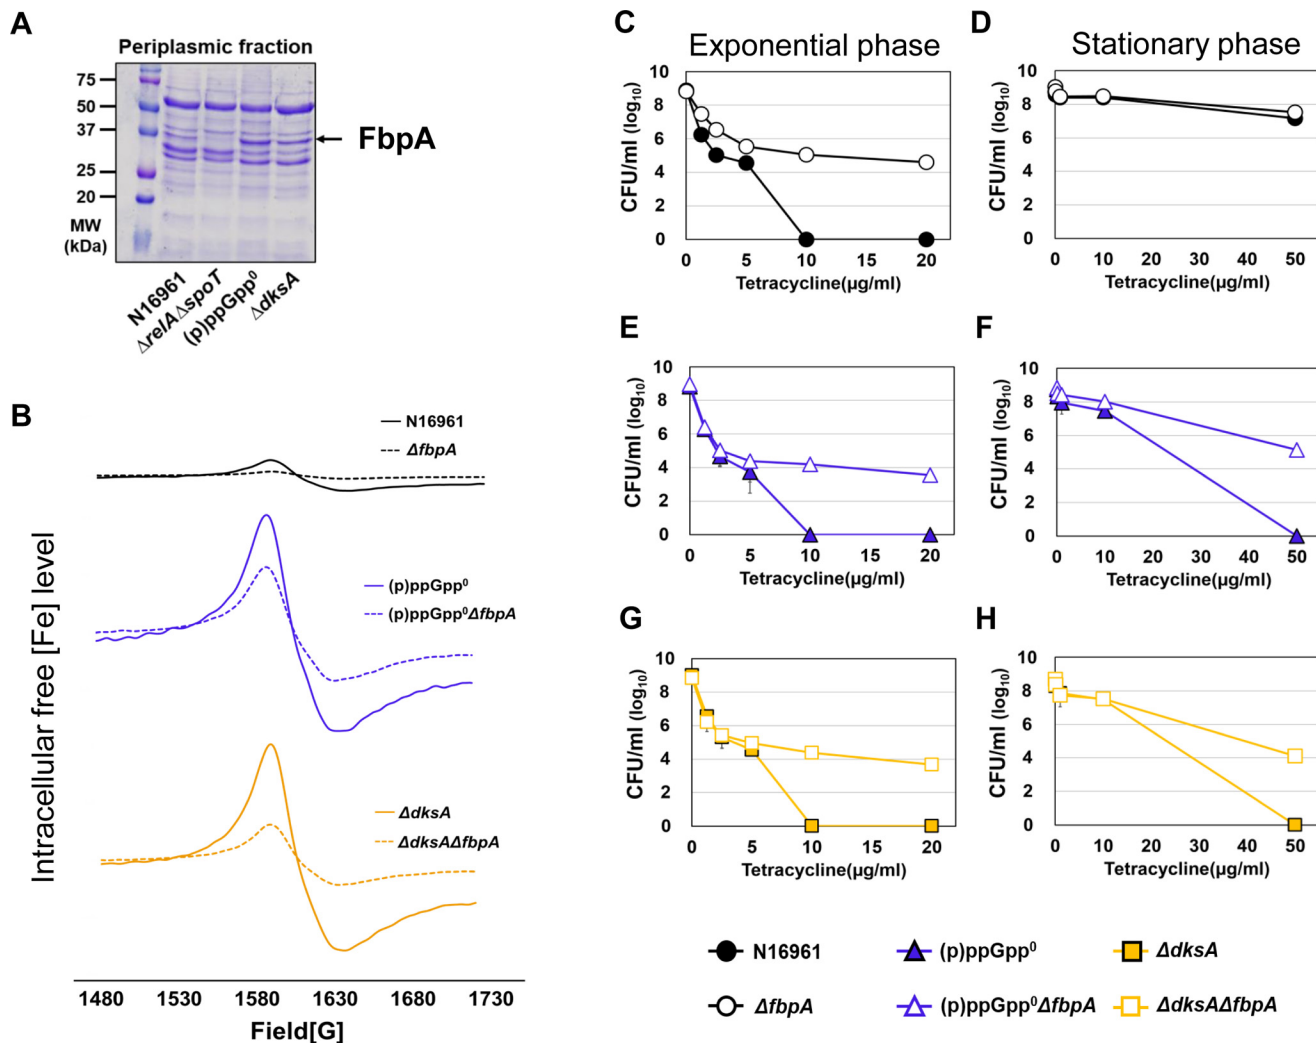 A
Periplasmic fraction
75
50
37
25
20
MW
(kDa)
FbpA
N16961
ΔrelAΔspoT
(p)ppGpp⁰
ΔdksA
B
Intracellular free [Fe] level
N16961
ΔfbpA
(p)ppGpp⁰
(p)ppGpp⁰ΔfbpA
ΔdksA
ΔdksAΔfbpA
1480 1530 1580 1630 1680 1730
Field[G]
C
Exponential phase
CFU/ml (log₁₀)
10
8
6
4
2
0
0 5 10 15 20
Tetracycline(μg/ml)
D
Stationary phase
CFU/ml (log₁₀)
10
8
6
4
2
0
0 10 20 30 40 50
Tetracycline(μg/ml)
E
CFU/ml (log₁₀)
10
8
6
4
2
0
0 5 10 15 20
Tetracycline(μg/ml)
F
CFU/ml (log₁₀)
10
8
6
4
2
0
0 10 20 30 40 50
Tetracycline(μg/ml)
G
CFU/ml (log₁₀)
10
8
6
4
2
0
0 5 10 15 20
Tetracycline(μg/ml)
H
CFU/ml (log₁₀)
10
8
6
4
2
0
0 10 20 30 40 50
Tetracycline(μg/ml)
N16961 (p)ppGpp⁰ ΔdksA
ΔfbpA (p)ppGpp⁰ΔfbpA ΔdksAΔfbpA